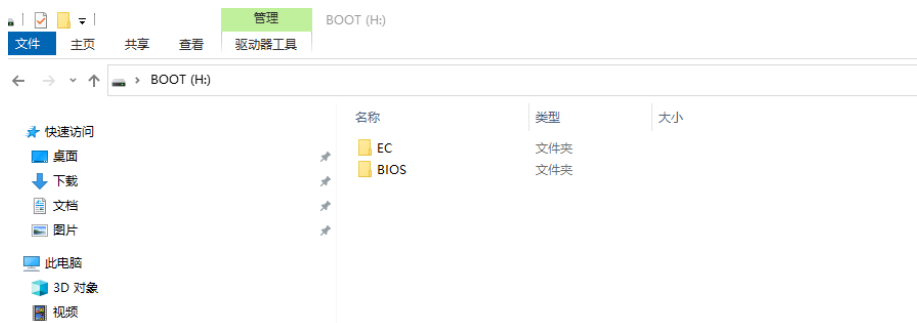 管理 BOOT (H:)
文件 主页 共享 查看 驱动器工具
BOOT (H:)
名称 类型 大小
快速访问
桌面
下载
文档
图片
此电脑
3D 对象
视频
EC 文件夹
BIOS 文件夹